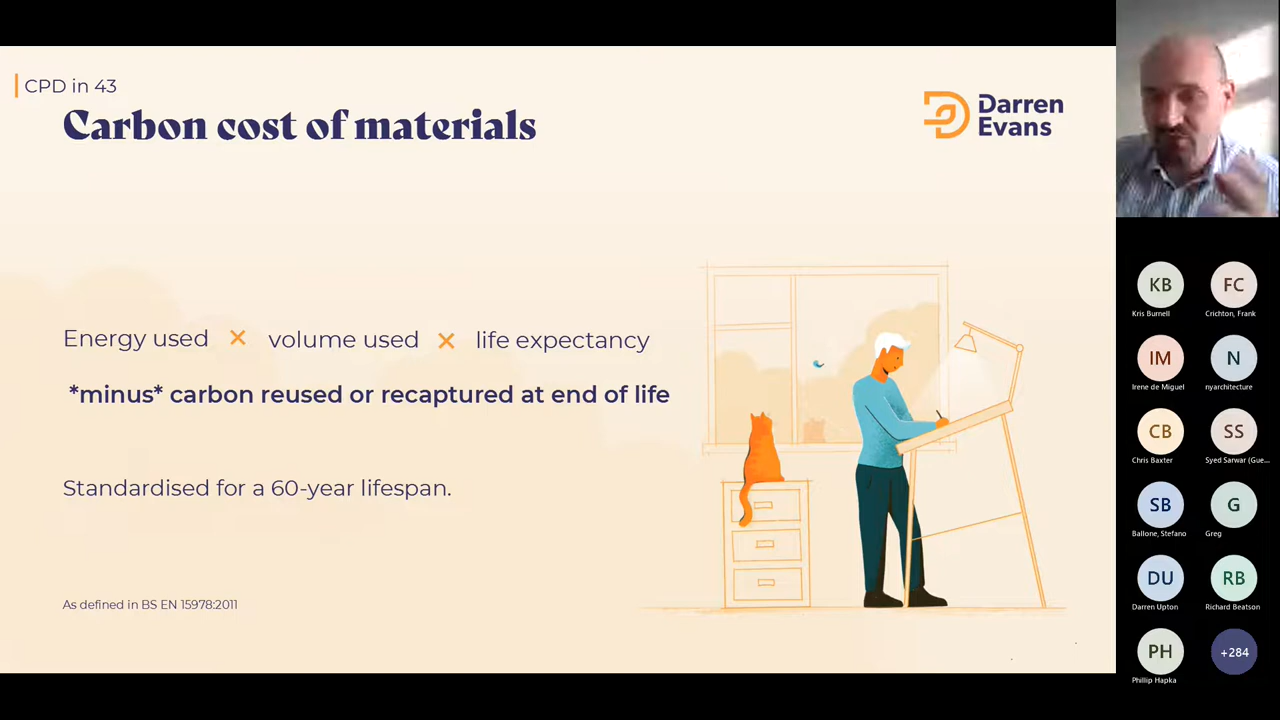 CPD in 43
Carbon cost of materials
Darren
Evans
Energy used × volume used × life expectancy
*minus* carbon reused or recaptured at end of life
Standardised for a 60-year lifespan.
As defined in BS EN 15978:2011
KB FC
Kris Burnell Crichton, Frank
IM N
Irene de Miguel nyarchitecture
CB SS
Chris Baxter Syed Sarwar (Gue...
SB G
Ballone, Stefano Greg
DU RB
Darren Upton Richard Beatson
PH +284
Phillip Hapka